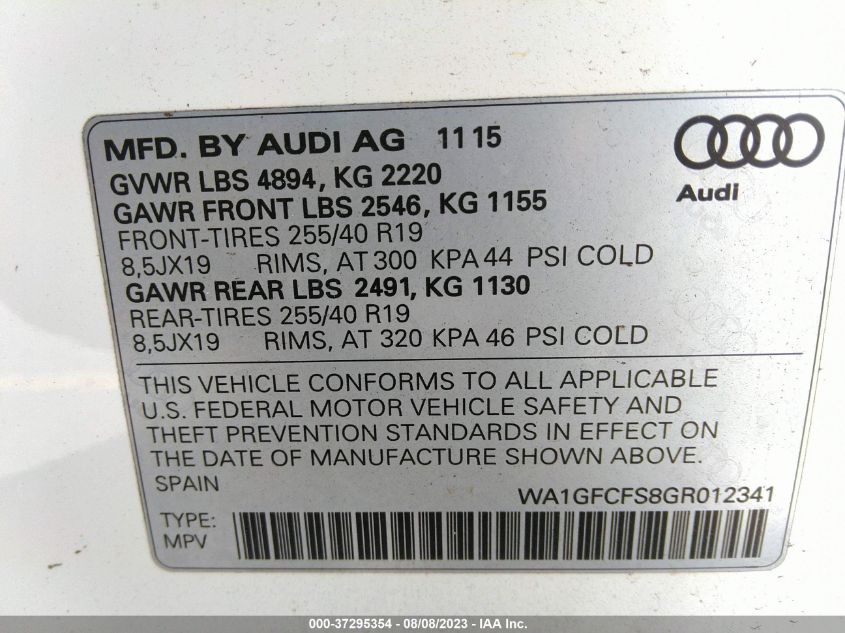 MFD. BY AUDI AG 11 15
GVWR LBS 4894, KG 2220
GAWR FRONT LBS 2546, KG 1155
FRONT-TIRES 255/40 R19
8,5JX19 RIMS, AT 300 KPA 44 PSI COLD
GAWR REAR LBS 2491, KG 1130
REAR-TIRES 255/40 R19
8,5JX19 RIMS, AT 320 KPA 46 PSI COLD
Audi
THIS VEHICLE CONFORMS TO ALL APPLICABLE
U.S. FEDERAL MOTOR VEHICLE SAFETY AND
THEFT PREVENTION STANDARDS IN EFFECT ON
THE DATE OF MANUFACTURE SHOWN ABOVE.
SPAIN WA1GFCFS8GR012341
TYPE:
MPV
000-37295354 - 08/08/2023 - IAA Inc.